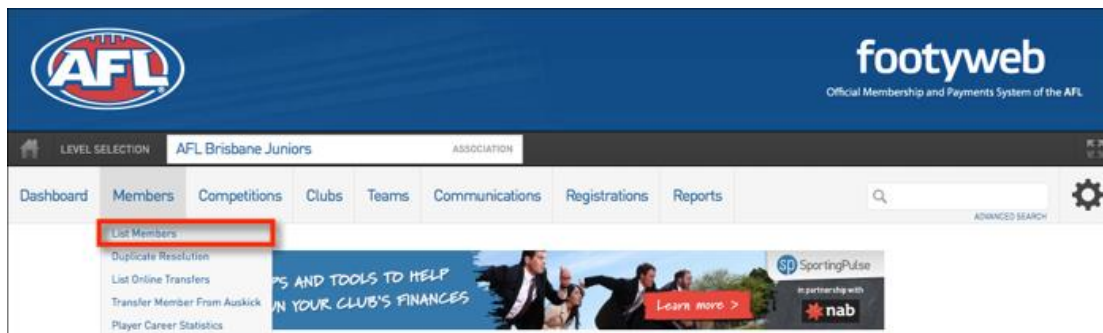 AFL
footyweb
Official Membership and Payments System of the AFL
LEVEL SELECTION AFL Brisbane Juniors ASSOCIATION
Dashboard Members Competitions Clubs Teams Communications Registrations Reports
ADVANCED SEARCH
List Members
Duplicate Resolution
List Online Transfers
Transfer Member From Auskick
Player Career Statistics
PS AND TOOLS TO HELP
N YOUR CLUB'S FINANCES
Learn more >
sp SportingPulse
in partnership with
nab